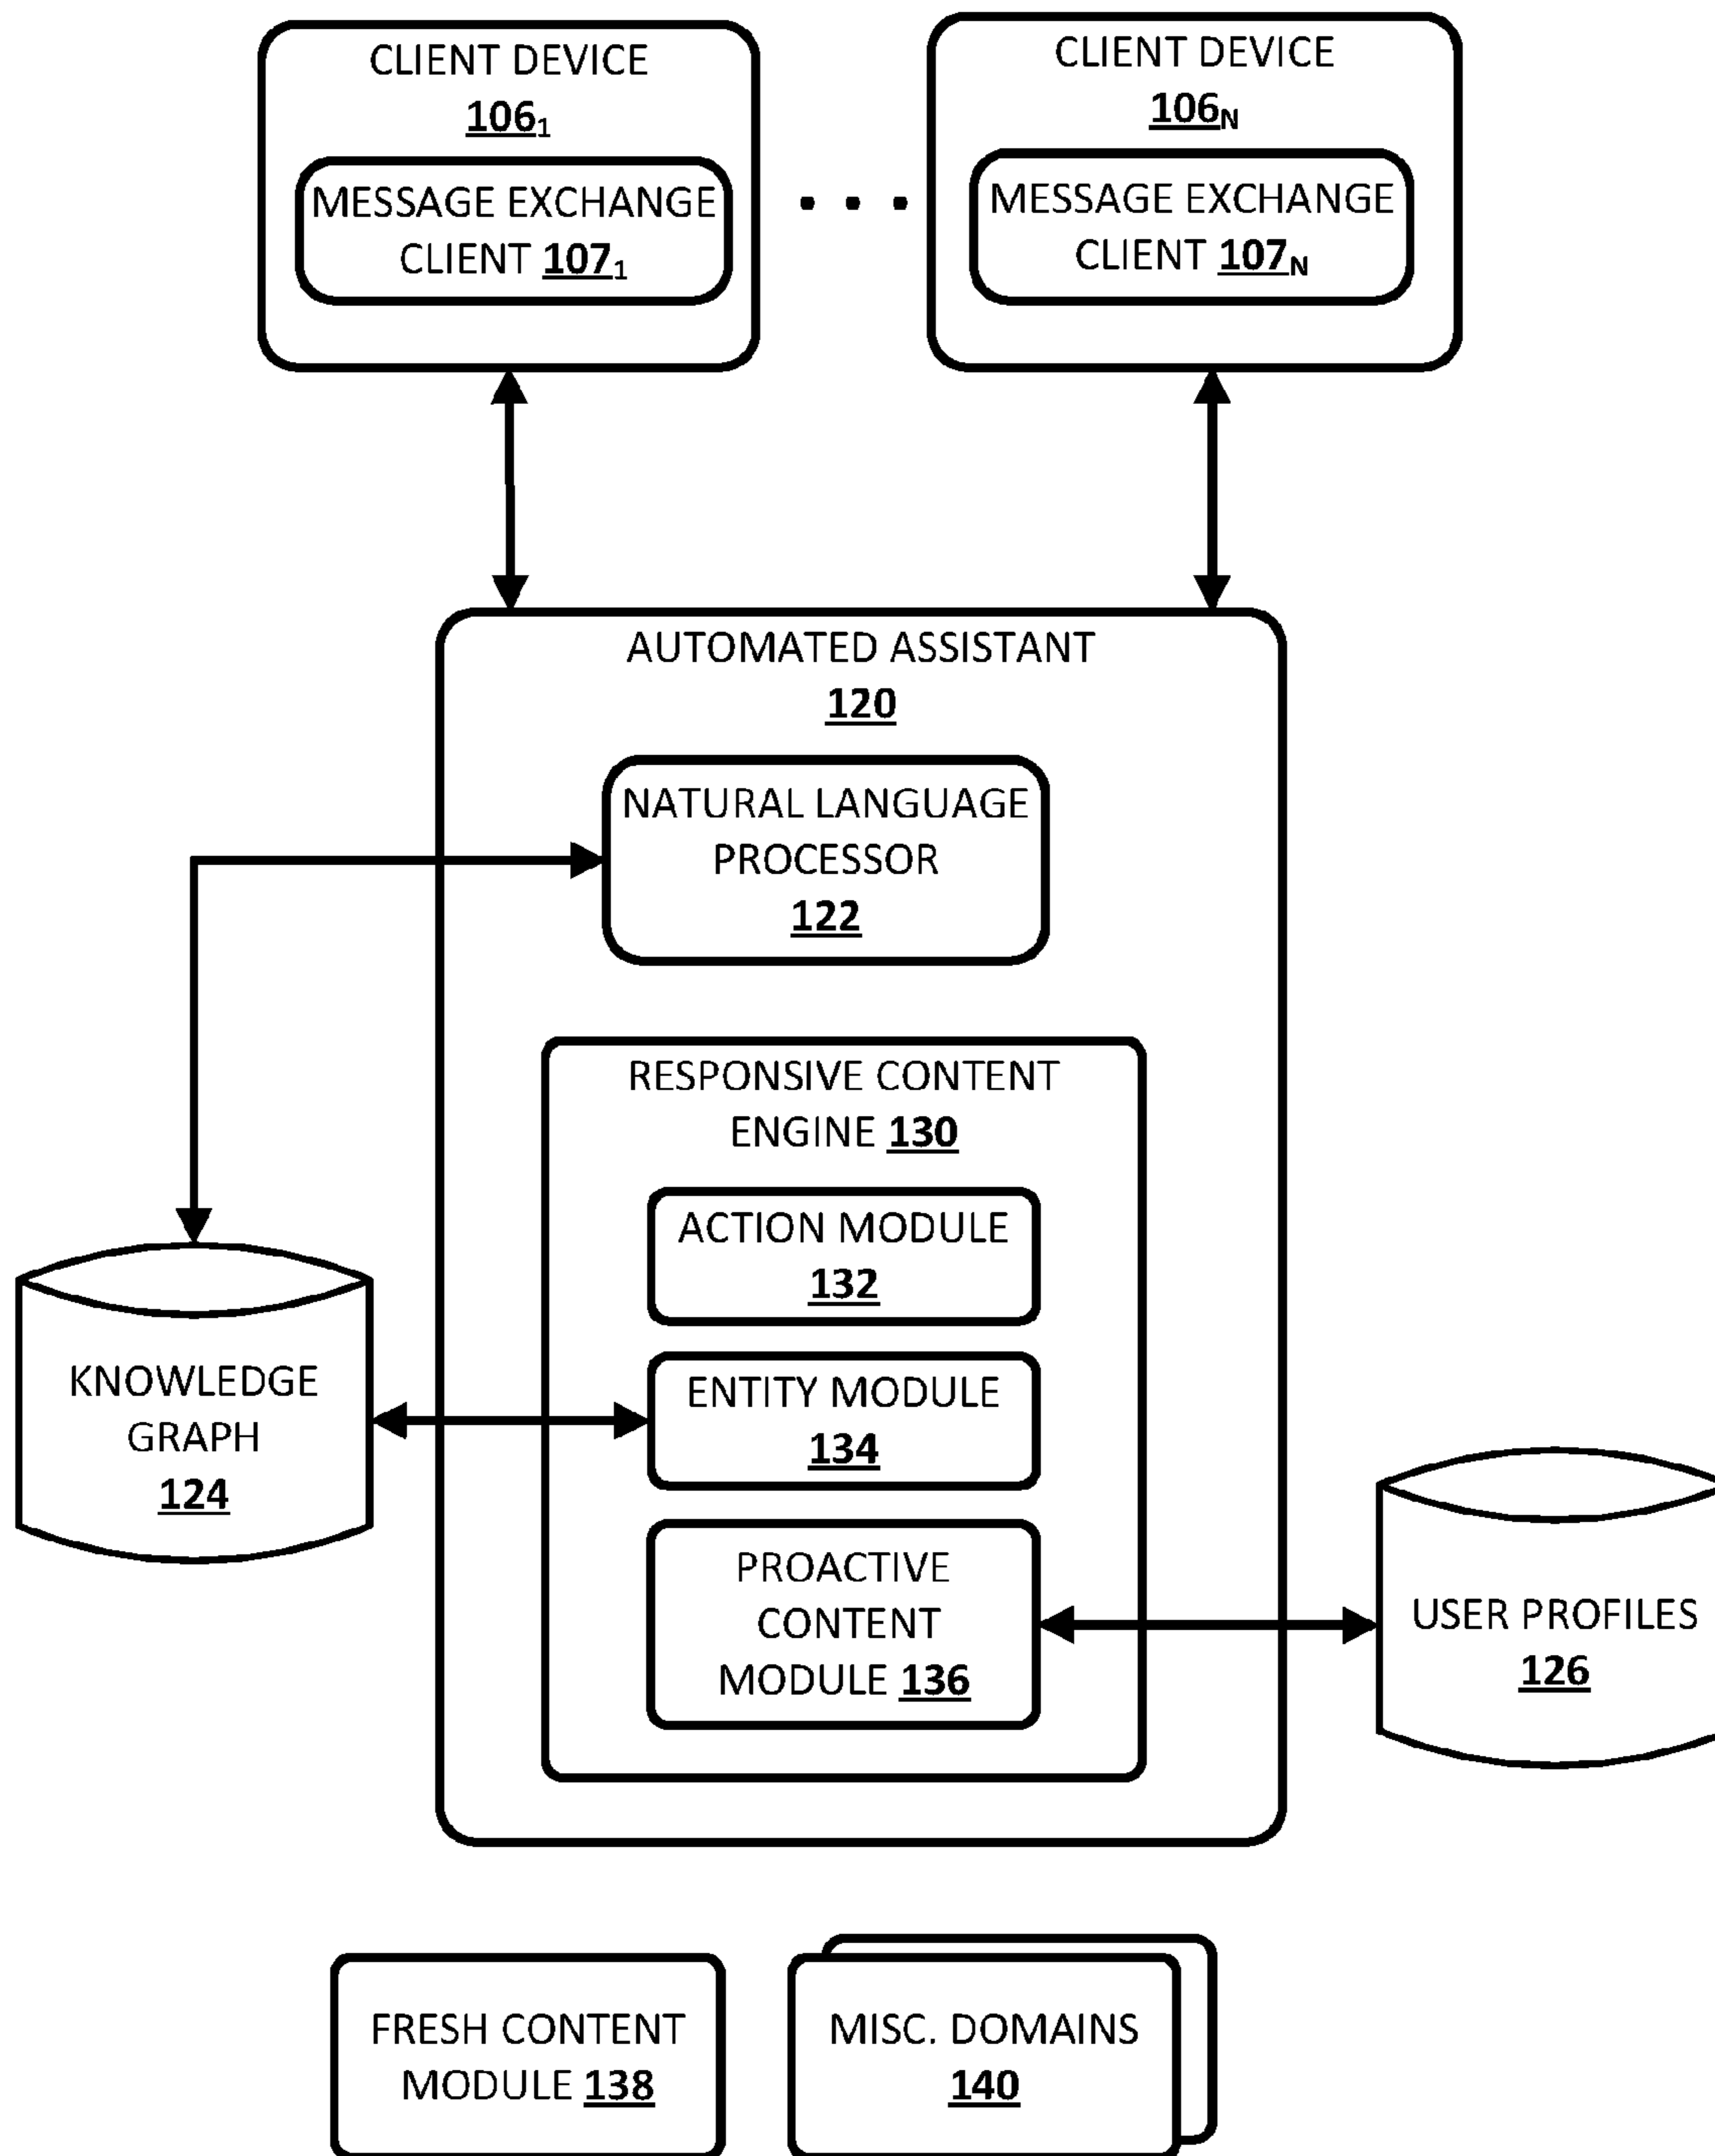 CLIENT DEVICE
106₁
MESSAGE EXCHANGE
CLIENT 107₁
CLIENT DEVICE
106ɴ
MESSAGE EXCHANGE
CLIENT 107ɴ
AUTOMATED ASSISTANT
120
NATURAL LANGUAGE
PROCESSOR
122
RESPONSIVE CONTENT
ENGINE 130
ACTION MODULE
132
ENTITY MODULE
134
PROACTIVE
CONTENT
MODULE 136
KNOWLEDGE
GRAPH
124
USER PROFILES
126
FRESH CONTENT
MODULE 138
MISC. DOMAINS
140